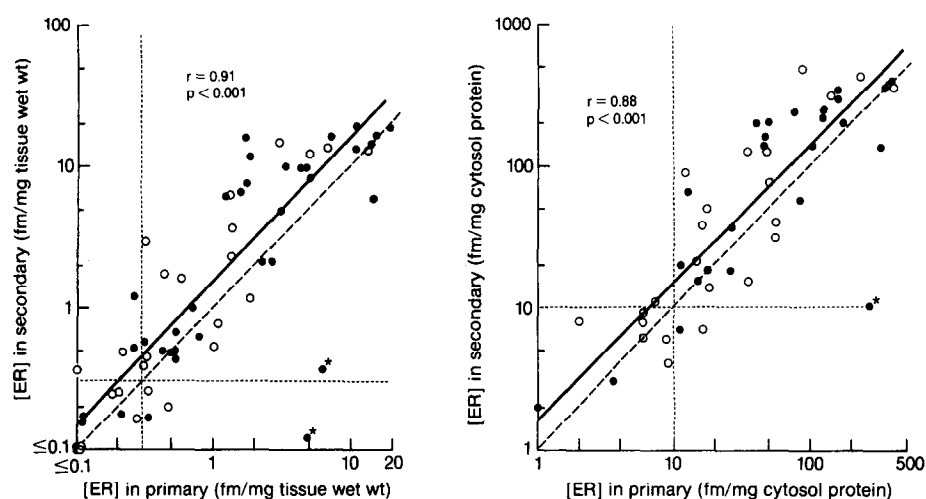 100
10
1
≤0.1
[ER] in secondary (fm/mg tissue wet wt)
r = 0.91
p < 0.001
*
*
≤0.1
1
10
20
[ER] in primary (fm/mg tissue wet wt)
1000
100
10
1
[ER] in secondary (fm/mg cytosol protein)
r = 0.88
p < 0.001
*
1
10
100
500
[ER] in primary (fm/mg cytosol protein)